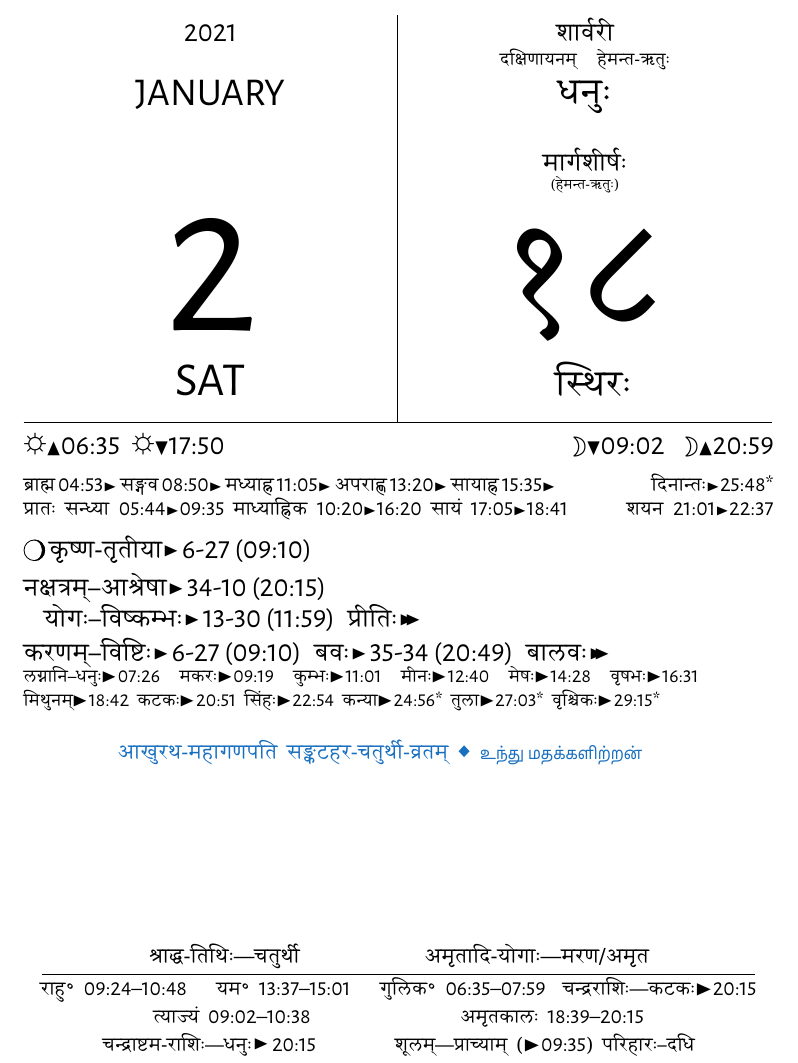 2021
JANUARY
2
SAT
शार्वरी
दक्षिणायनम् हेमन्त-ऋतुः
धनुः
मार्गशीर्षः
(हेमन्त-ऋतुः)
१८
स्थिरः
☼▲06:35 ☼▼17:50 ☽▼09:02 ☽▲20:59
ब्राह्म 04:53► सङ्गव 08:50► मध्याह्न 11:05► अपराह्ण 13:20► सायाह्न 15:35► दिनान्तः►25:48*
प्रातः सन्ध्या 05:44►09:35 माध्याह्निक 10:20►16:20 सायं 17:05►18:41 शयन 21:01►22:37
कृष्ण-तृतीया►6-27 (09:10)
नक्षत्रम्–आश्रेषा►34-10 (20:15)
योगः–विष्कम्भः►13-30 (11:59) प्रीतिः►►
करणम्–विष्टिः►6-27 (09:10) बवः►35-34 (20:49) बालवः►►
लग्नानि–धनुः►07:26 मकरः►09:19 कुम्भः►11:01 मीनः►12:40 मेषः►14:28 वृषभः►16:31
मिथुनम्►18:42 कटकः►20:51 सिंहः►22:54 कन्या►24:56* तुला►27:03* वृश्चिकः►29:15*
आखुरथ-महागणपति सङ्कटहर-चतुर्थी-व्रतम् ♦ உந்து மதக்களிற்றன்
श्राद्ध-तिथिः—चतुर्थी अमृतादि-योगाः—मरण/अमृत
राहु° 09:24–10:48 यम° 13:37–15:01 गुलिक° 06:35–07:59 चन्द्रराशिः—कटकः►20:15
त्याज्यं 09:02–10:38 अमृतकालः 18:39–20:15
चन्द्राष्टम-राशिः—धनुः►20:15 शूलम्—प्राच्याम् (►09:35) परिहारः–दधि